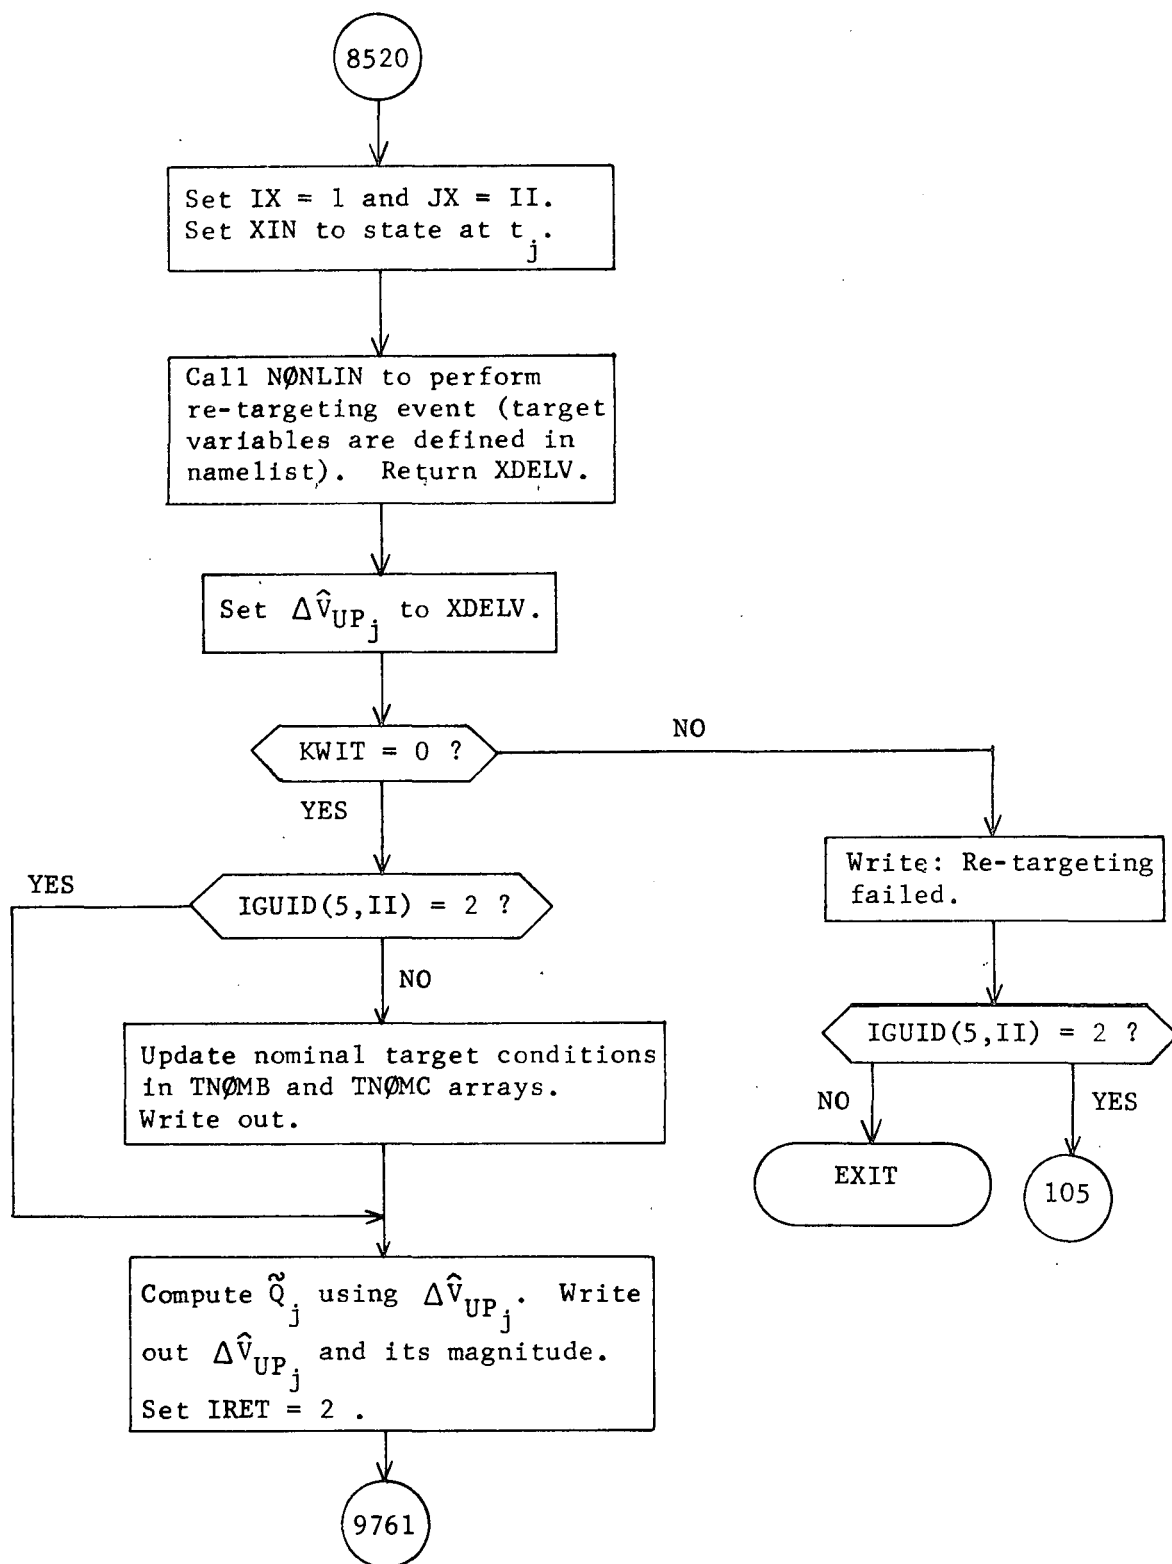 8520
Set IX = 1 and JX = II.
Set XIN to state at t_j.
Call NØNLIN to perform
re-targeting event (target
variables are defined in
namelist). Return XDELV.
Set ΔV̂_UP_j to XDELV.
KWIT = 0 ?
NO
YES
Write: Re-targeting
failed.
YES
IGUID(5,II) = 2 ?
NO
IGUID(5,II) = 2 ?
NO
YES
Update nominal target conditions
in TNØMB and TNØMC arrays.
Write out.
EXIT
105
Compute Q̃_j using ΔV̂_UP_j. Write
out ΔV̂_UP_j and its magnitude.
Set IRET = 2 .
9761